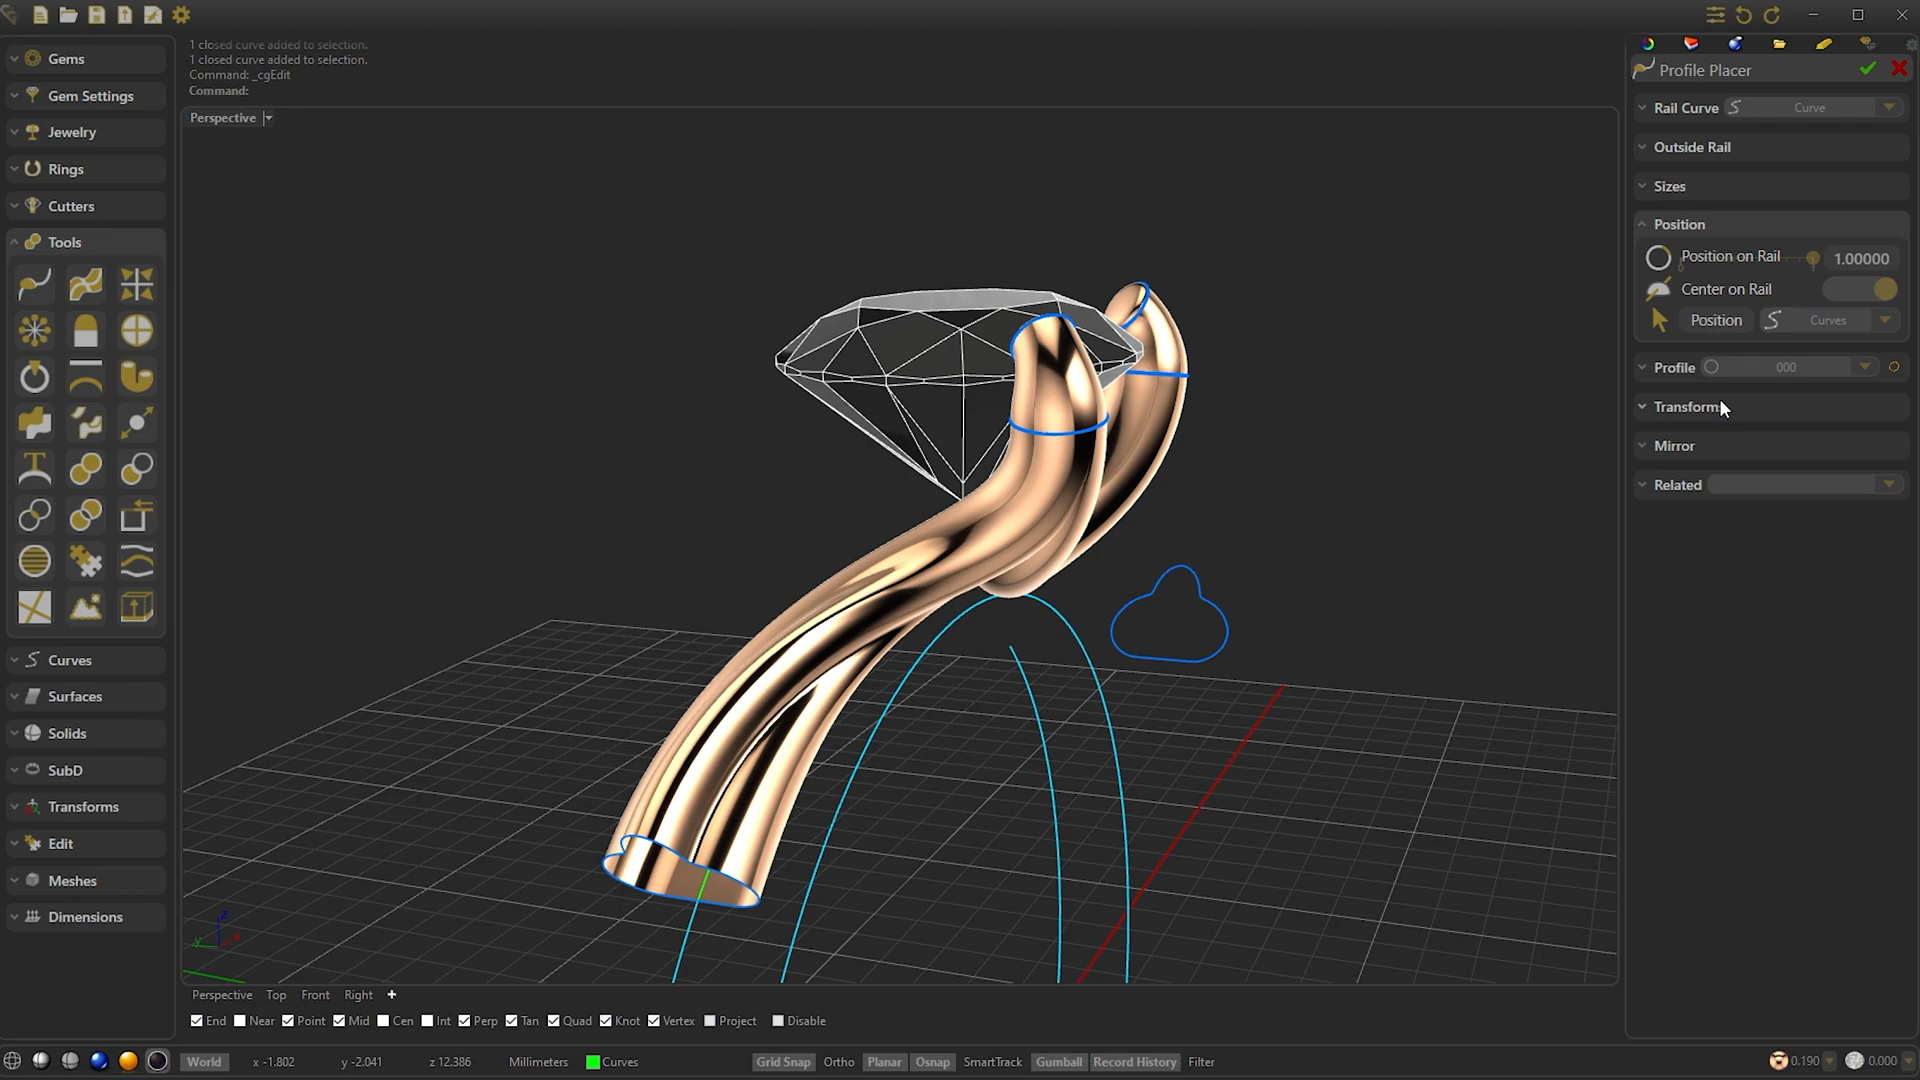 1 closed curve added to selection.
1 closed curve added to selection.
Command: _cgEdit
Command:
Perspective
Gems
Gem Settings
Jewelry
Rings
Cutters
Tools
Curves
Surfaces
Solids
SubD
Transforms
Edit
Meshes
Dimensions
z
y
x
Profile Placer
Rail Curve Curve
Outside Rail
Sizes
Position
Position on Rail 1.00000
0
Center on Rail
Position Curves
Profile 000
Transforms
Mirror
Related
Perspective Top Front Right
End Near Point Mid Cen Int Perp Tan Quad Knot Vertex Project Disable
World x -1.802 y -2.041 z 12.386 Millimeters Curves Grid Snap Ortho Planar Osnap SmartTrack Gumball Record History Filter 0.190 0.000